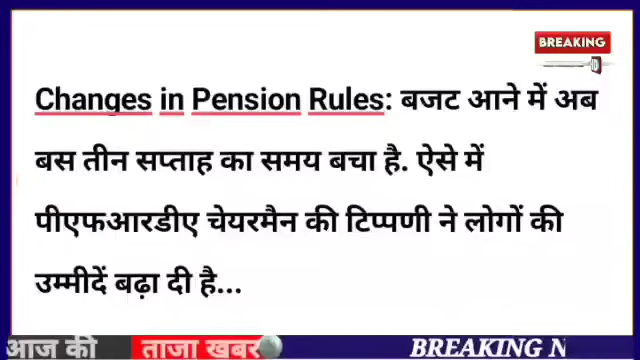 BREAKING
Changes in Pension Rules: बजट आने में अब
बस तीन सप्ताह का समय बचा है. ऐसे में
पीएफआरडीए चेयरमैन की टिप्पणी ने लोगों की
उम्मीदें बढ़ा दी है...
आज की ताजा खबर BREAKING N